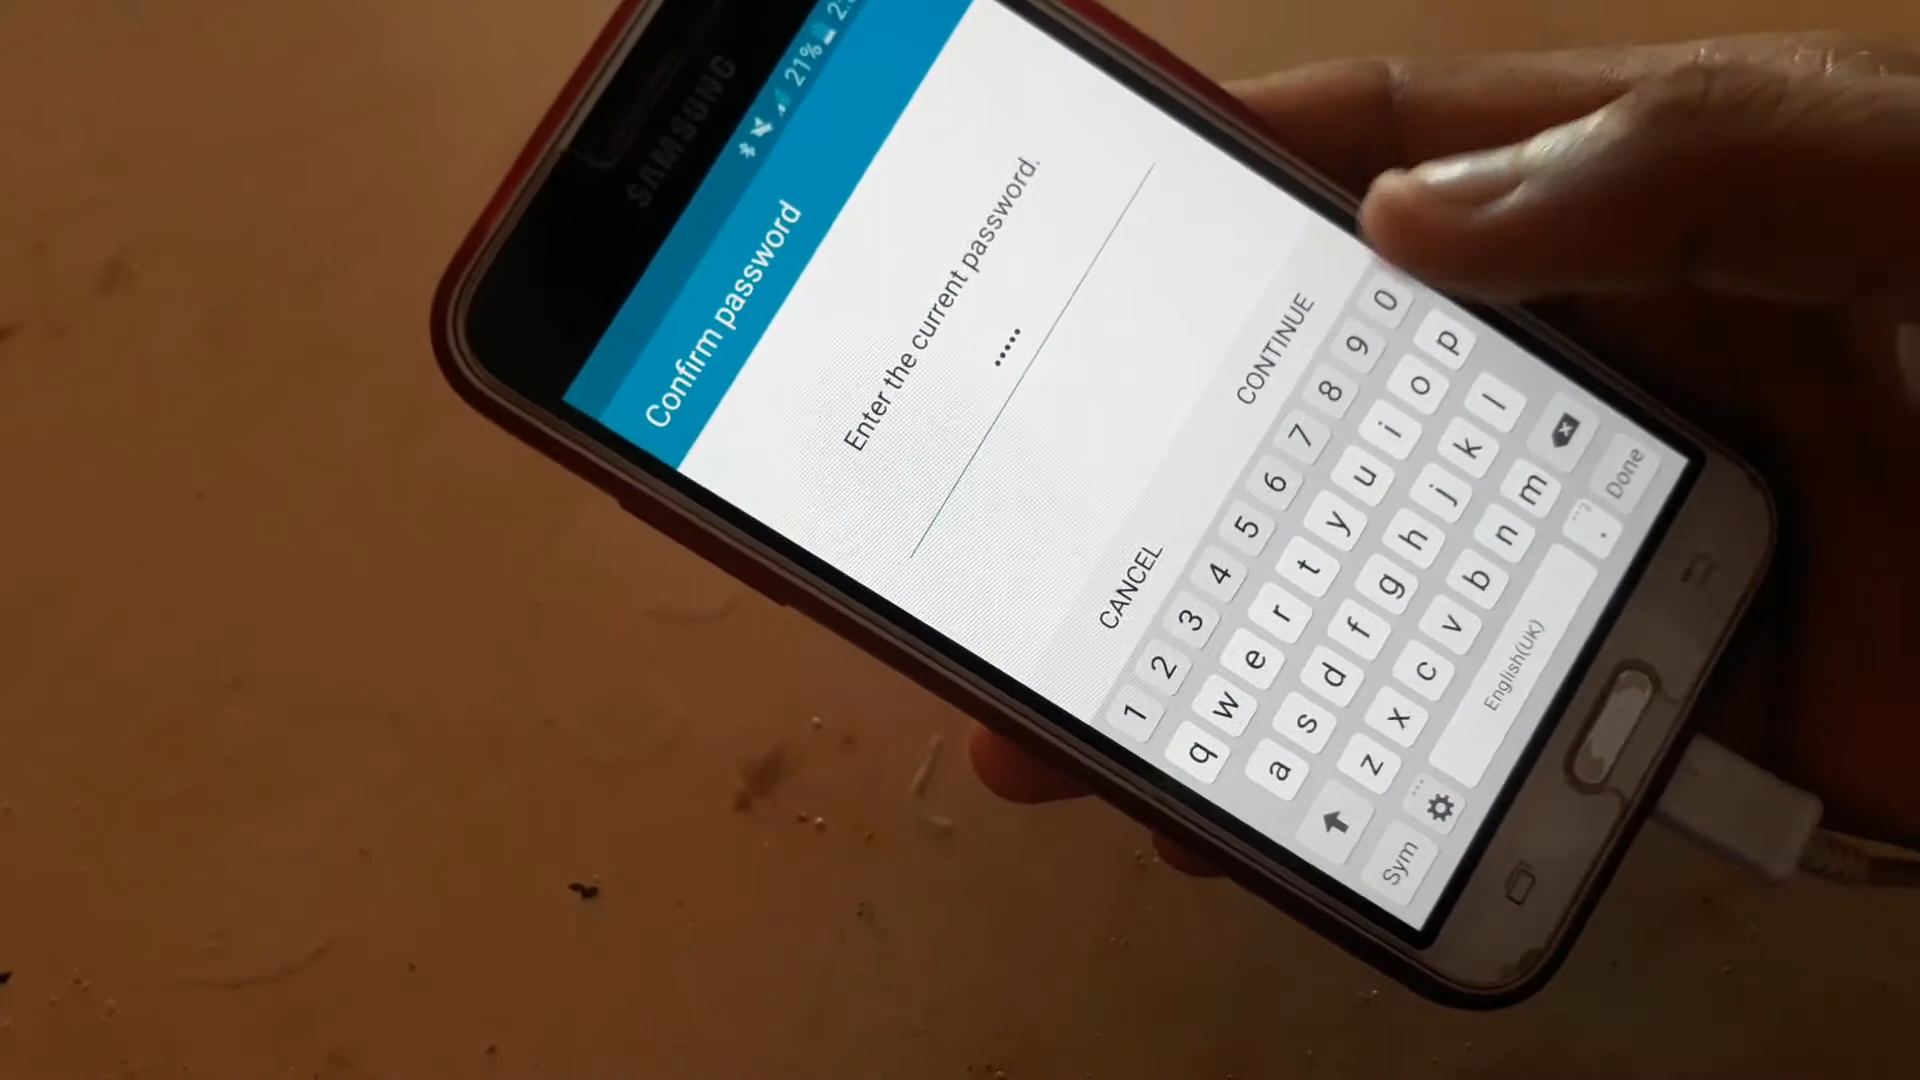 SAMSUNG
21%
Confirm password
Enter the current password.
•••••
CANCEL CONTINUE
1 2 3 4 5 6 7 8 9 0
q w e r t y u i o p
a s d f g h j k l
z x c v b n m
Sym English(UK) . Done